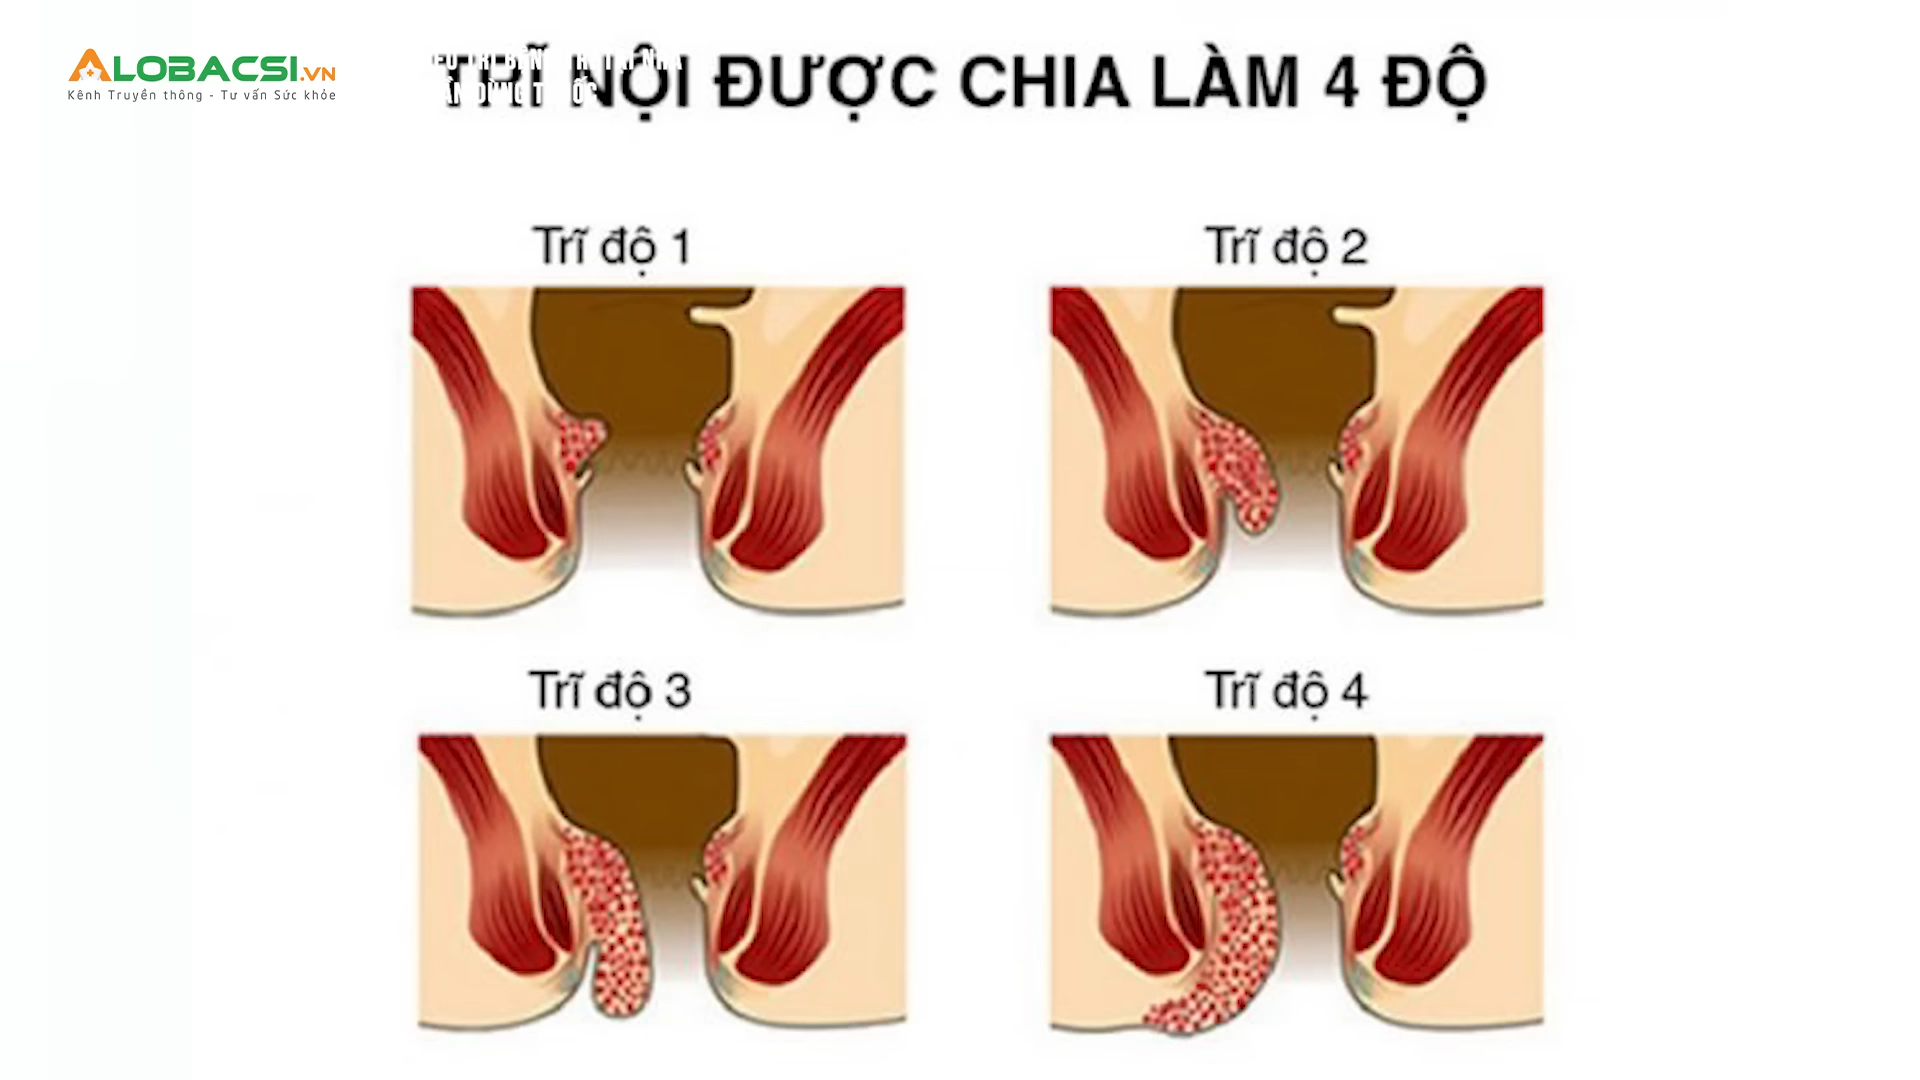 ALOBACSI.VN
Kênh Truyền thông - Tư vấn Sức khỏe
TRĨ NỘI ĐƯỢC CHIA LÀM 4 ĐỘ
Trĩ độ 1
Trĩ độ 2
Trĩ độ 3
Trĩ độ 4